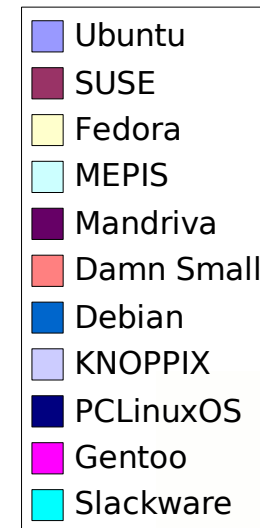 Ubuntu
SUSE
Fedora
MEPIS
Mandriva
Damn Small
Debian
KNOPPIX
PCLinuxOS
Gentoo
Slackware